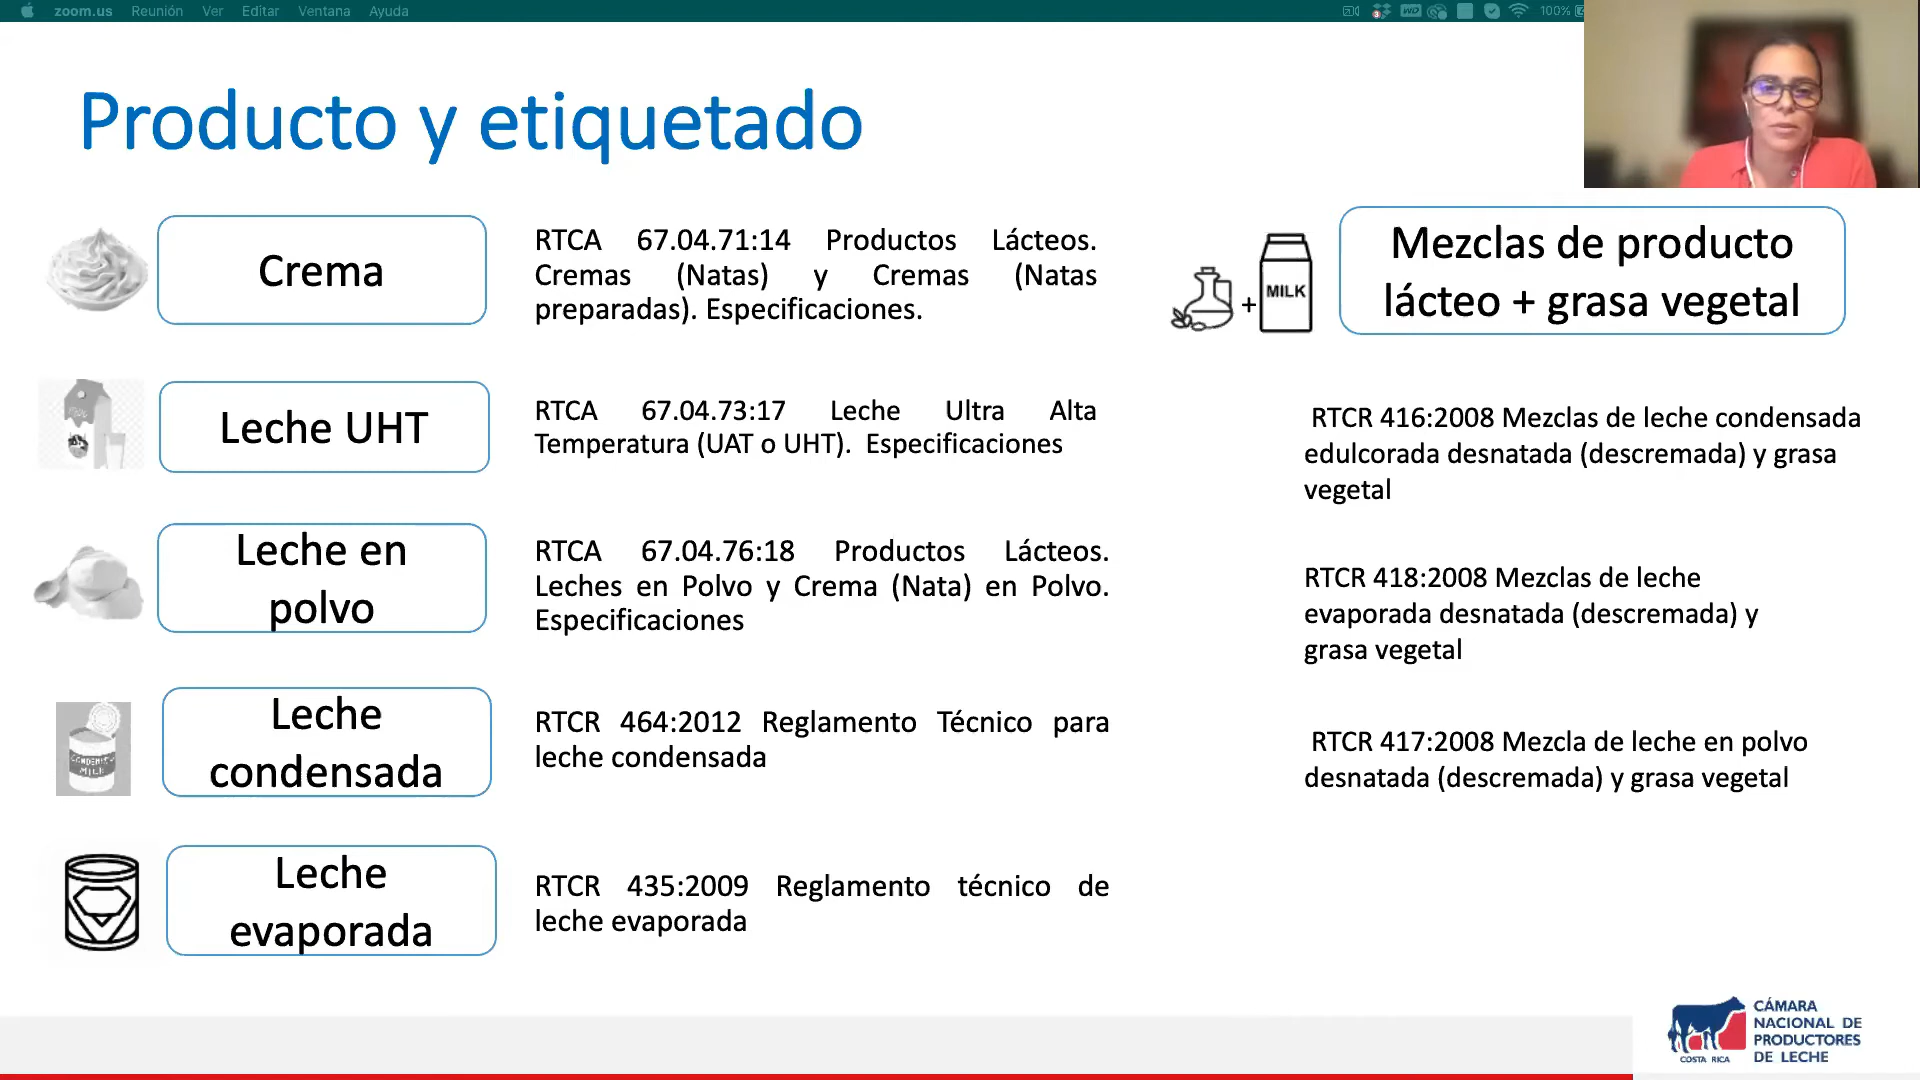 zoom.us Reunión Ver Editar Ventana Ayuda
100%
Producto y etiquetado
Crema
RTCA 67.04.71:14 Productos Lácteos.
Cremas (Natas) y Cremas (Natas
preparadas). Especificaciones.
Leche UHT
RTCA 67.04.73:17 Leche Ultra Alta
Temperatura (UAT o UHT). Especificaciones
Leche en
polvo
RTCA 67.04.76:18 Productos Lácteos.
Leches en Polvo y Crema (Nata) en Polvo.
Especificaciones
CONDENSED
MILK
Leche
condensada
RTCR 464:2012 Reglamento Técnico para
leche condensada
Leche
evaporada
RTCR 435:2009 Reglamento técnico de
leche evaporada
+
MILK
Mezclas de producto
lácteo + grasa vegetal
RTCR 416:2008 Mezclas de leche condensada
edulcorada desnatada (descremada) y grasa
vegetal
RTCR 418:2008 Mezclas de leche
evaporada desnatada (descremada) y
grasa vegetal
RTCR 417:2008 Mezcla de leche en polvo
desnatada (descremada) y grasa vegetal
CÁMARA
NACIONAL DE
PRODUCTORES
DE LECHE
COSTA RICA